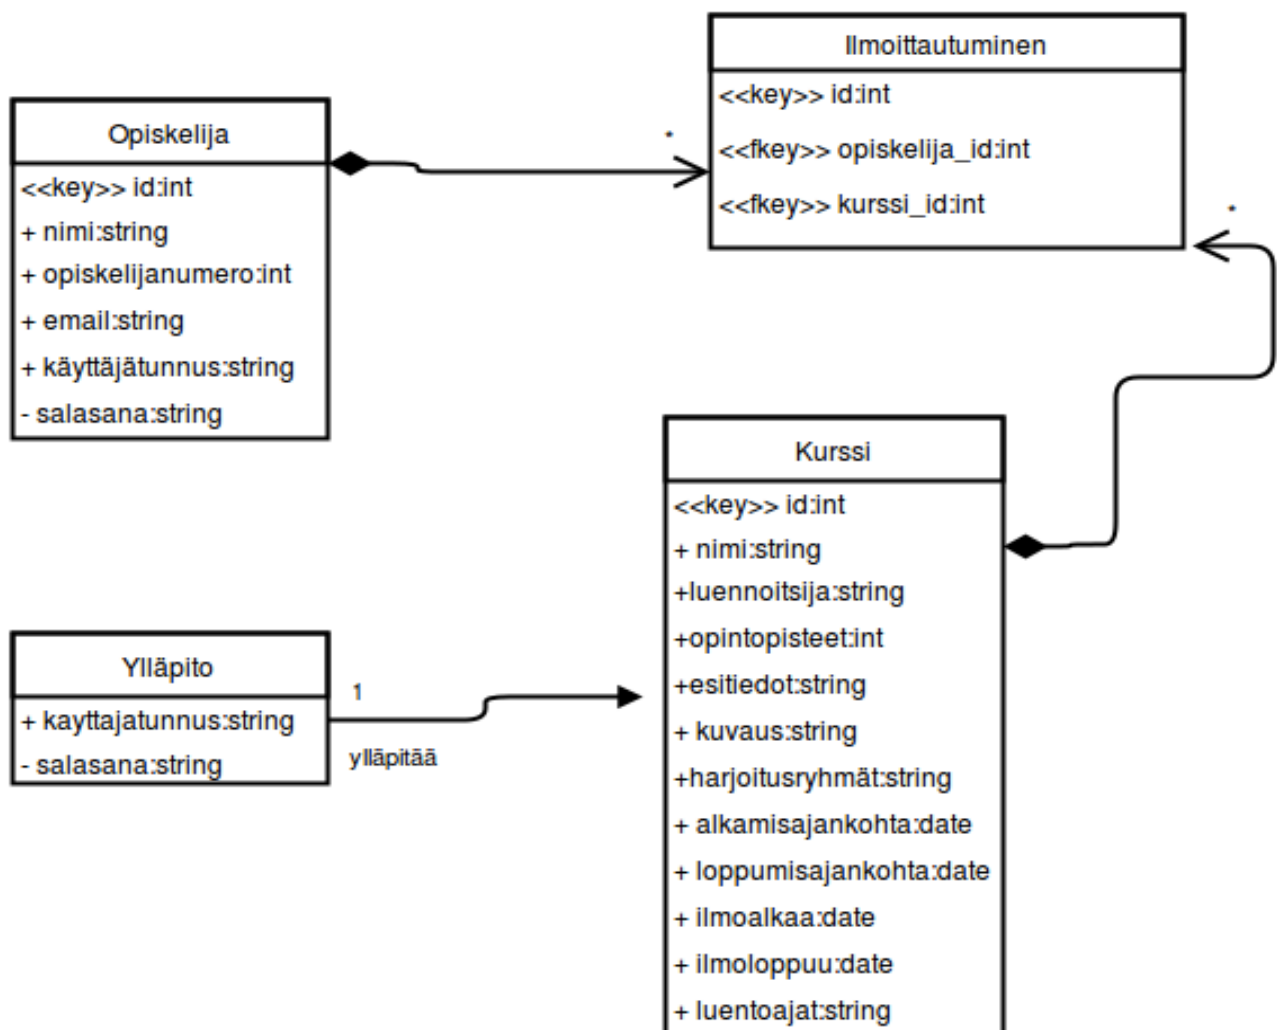 Ilmoittautuminen
<<key>> id:int
<<fkey>> opiskelija_id:int
<<fkey>> kurssi_id:int
Opiskelija
<<key>> id:int
+ nimi:string
+ opiskelijanumero:int
+ email:string
+ käyttäjätunnus:string
- salasana:string
*
*
Kurssi
<<key>> id:int
+ nimi:string
+luennoitsija:string
+opintopisteet:int
+esitiedot:string
+ kuvaus:string
+harjoitusryhmät:string
+ alkamisajankohta:date
+ loppumisajankohta:date
+ ilmoalkaa:date
+ ilmoloppuu:date
+ luentoajat:string
Ylläpito
+ kayttajatunnus:string
- salasana:string
1
ylläpitää